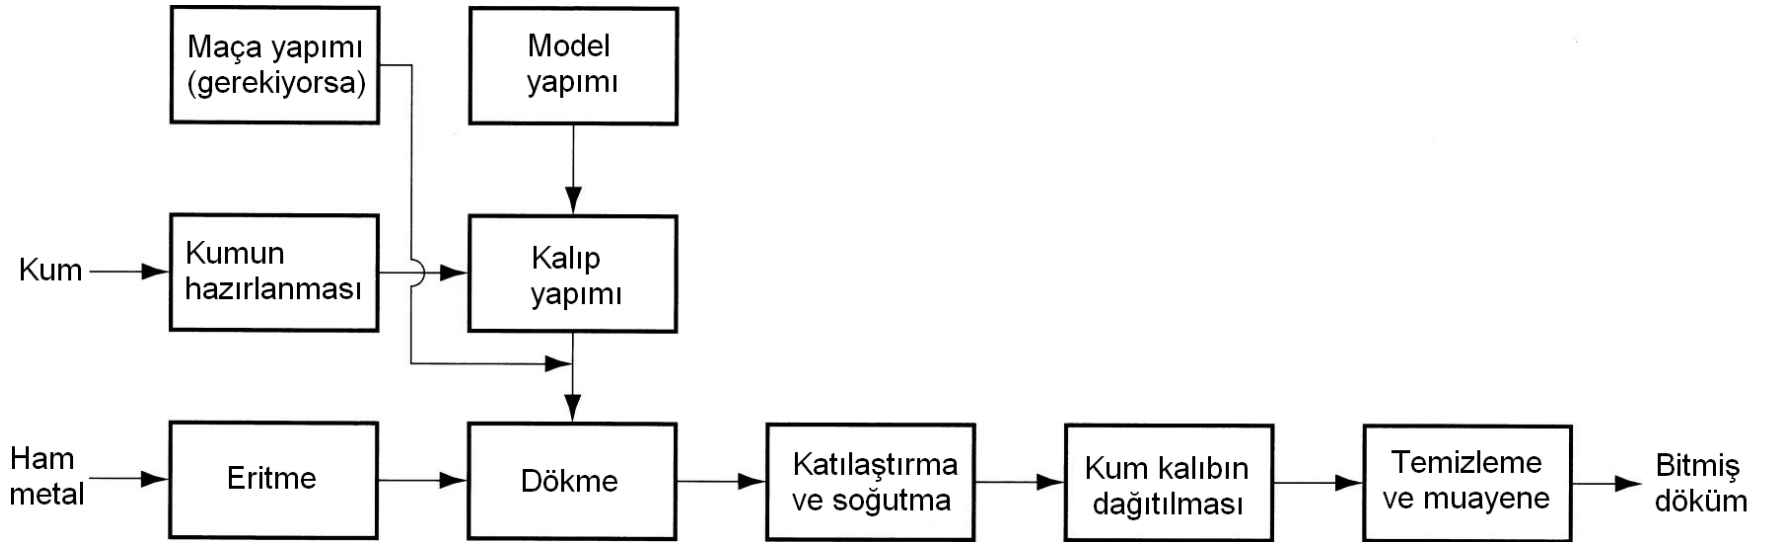 Maça yapımı
(gerekiyorsa)
Model
yapımı
Kum
Kumun
hazırlanması
Kalıp
yapımı
Ham
metal
Eritme
Dökme
Katılaştırma
ve soğutma
Kum kalıbın
dağıtılması
Temizleme
ve muayene
Bitmiş
döküm